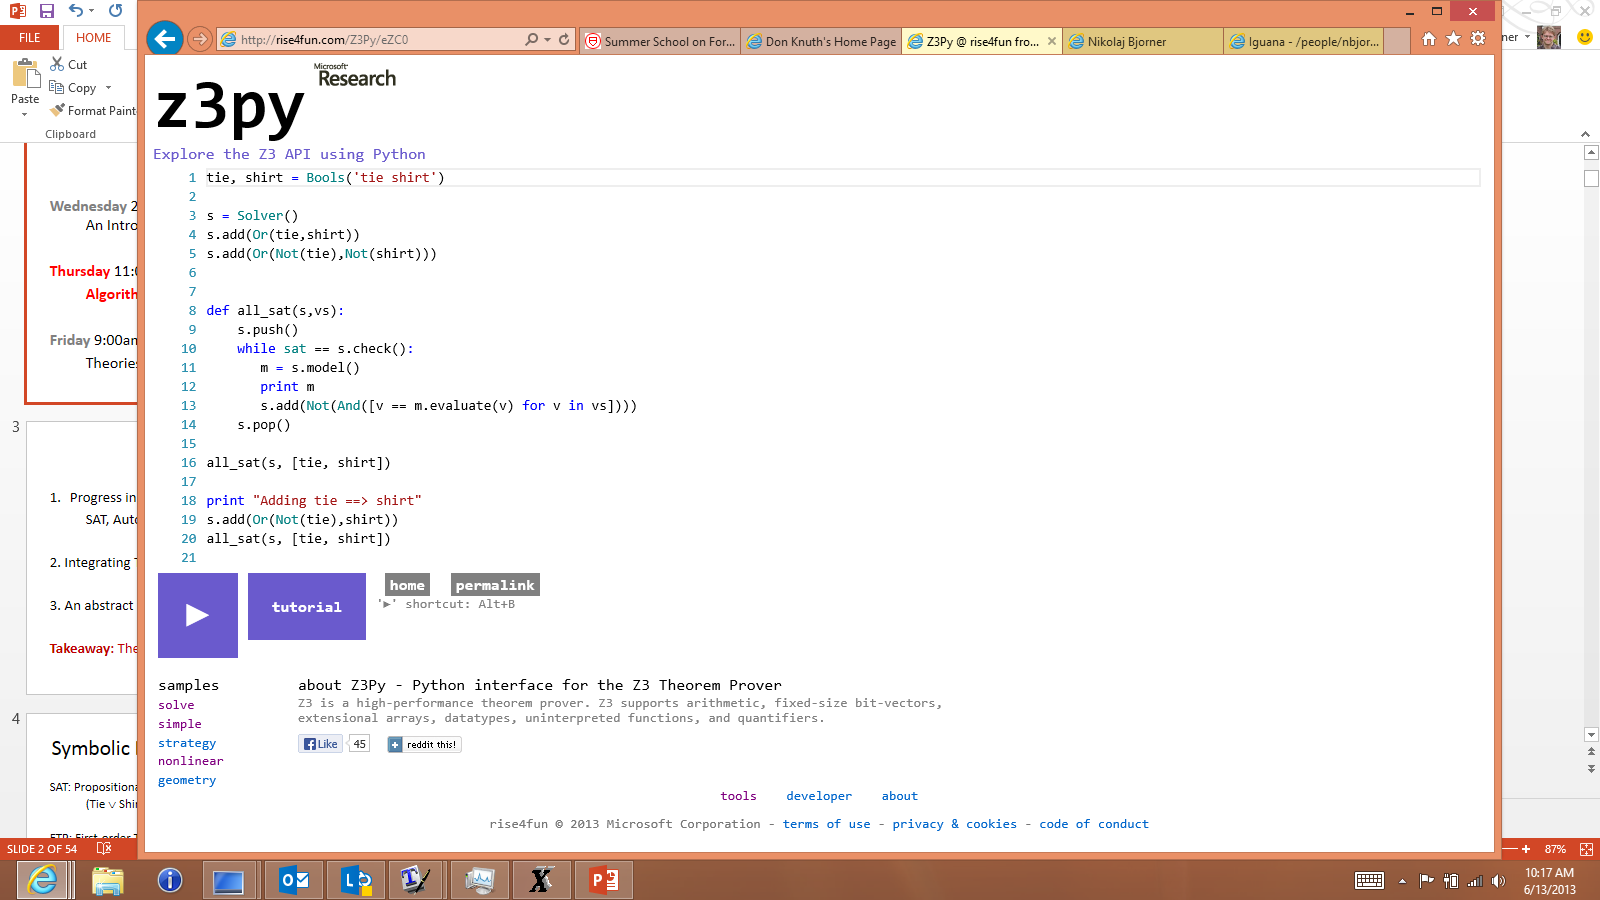 FILE
HOME
Cut
Copy
Format Paint
Paste
Clipboard
http://rise4fun.com/Z3Py/eZC0
Summer School on For...
Don Knuth's Home Page
Z3Py @ rise4fun fro...
Nikolaj Bjorner
Iguana - /people/nbjor...
ner
z3py
Microsoft
Research
Explore the Z3 API using Python
1 tie, shirt = Bools('tie shirt')
2
3 s = Solver()
4 s.add(Or(tie,shirt))
5 s.add(Or(Not(tie),Not(shirt)))
6
7
8 def all_sat(s,vs):
9 s.push()
10 while sat == s.check():
11 m = s.model()
12 print m
13 s.add(Not(And([v == m.evaluate(v) for v in vs])))
14 s.pop()
15
16 all_sat(s, [tie, shirt])
17
18 print "Adding tie ==> shirt"
19 s.add(Or(Not(tie),shirt))
20 all_sat(s, [tie, shirt])
21
tutorial
home
permalink
'▶' shortcut: Alt+B
samples
solve
simple
strategy
nonlinear
geometry
about Z3Py - Python interface for the Z3 Theorem Prover
Z3 is a high-performance theorem prover. Z3 supports arithmetic, fixed-size bit-vectors,
extensional arrays, datatypes, uninterpreted functions, and quantifiers.
Like
45
reddit this!
tools developer about
rise4fun © 2013 Microsoft Corporation - terms of use - privacy & cookies - code of conduct
Wednesday 2
An Intro
Thursday 11:0
Algorith
Friday 9:00am
Theories
3
1. Progress in
SAT, Auto
2. Integrating T
3. An abstract
Takeaway: The
4
Symbolic
SAT: Propositiona
(Tie ∨ Shir
SLIDE 2 OF 54
87%
10:17 AM
6/13/2013